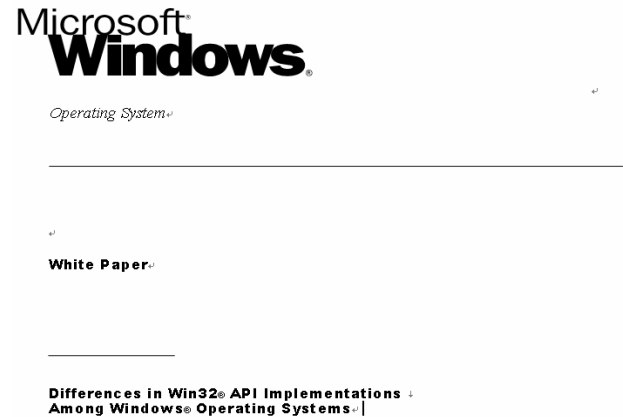 Microsoft®
Windows®
Operating System
White Paper
Differences in Win32® API Implementations
Among Windows® Operating Systems